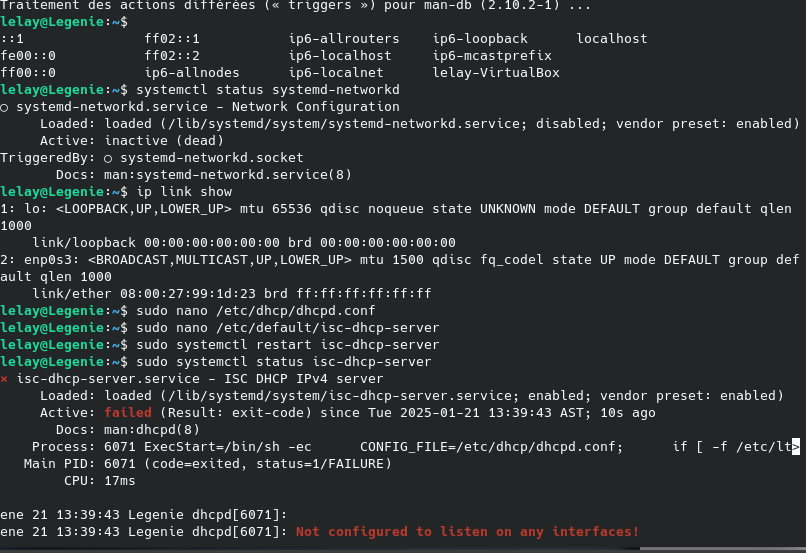 Traitement des actions différées (« triggers ») pour man-db (2.10.2-1) ...
lelay@Legenie:~$
::1               ff02::1           ip6-allrouters    ip6-loopback      localhost
fe00::0           ff02::2           ip6-localhost     ip6-mcastprefix
ff00::0           ip6-allnodes      ip6-localnet      lelay-VirtualBox
lelay@Legenie:~$ systemctl status systemd-networkd
○ systemd-networkd.service - Network Configuration
     Loaded: loaded (/lib/systemd/system/systemd-networkd.service; disabled; vendor preset: enabled)
     Active: inactive (dead)
TriggeredBy: ○ systemd-networkd.socket
       Docs: man:systemd-networkd.service(8)
lelay@Legenie:~$ ip link show
1: lo: <LOOPBACK,UP,LOWER_UP> mtu 65536 qdisc noqueue state UNKNOWN mode DEFAULT group default qlen
1000
    link/loopback 00:00:00:00:00:00 brd 00:00:00:00:00:00
2: enp0s3: <BROADCAST,MULTICAST,UP,LOWER_UP> mtu 1500 qdisc fq_codel state UP mode DEFAULT group def
ault qlen 1000
    link/ether 08:00:27:99:1d:23 brd ff:ff:ff:ff:ff:ff
lelay@Legenie:~$ sudo nano /etc/dhcp/dhcpd.conf
lelay@Legenie:~$ sudo nano /etc/default/isc-dhcp-server
lelay@Legenie:~$ sudo systemctl restart isc-dhcp-server
lelay@Legenie:~$ sudo systemctl status isc-dhcp-server
× isc-dhcp-server.service - ISC DHCP IPv4 server
     Loaded: loaded (/lib/systemd/system/isc-dhcp-server.service; enabled; vendor preset: enabled)
     Active: failed (Result: exit-code) since Tue 2025-01-21 13:39:43 AST; 10s ago
       Docs: man:dhcpd(8)
    Process: 6071 ExecStart=/bin/sh -ec      CONFIG_FILE=/etc/dhcp/dhcpd.conf;      if [ -f /etc/lt>
   Main PID: 6071 (code=exited, status=1/FAILURE)
        CPU: 17ms

ene 21 13:39:43 Legenie dhcpd[6071]:
ene 21 13:39:43 Legenie dhcpd[6071]: Not configured to listen on any interfaces!